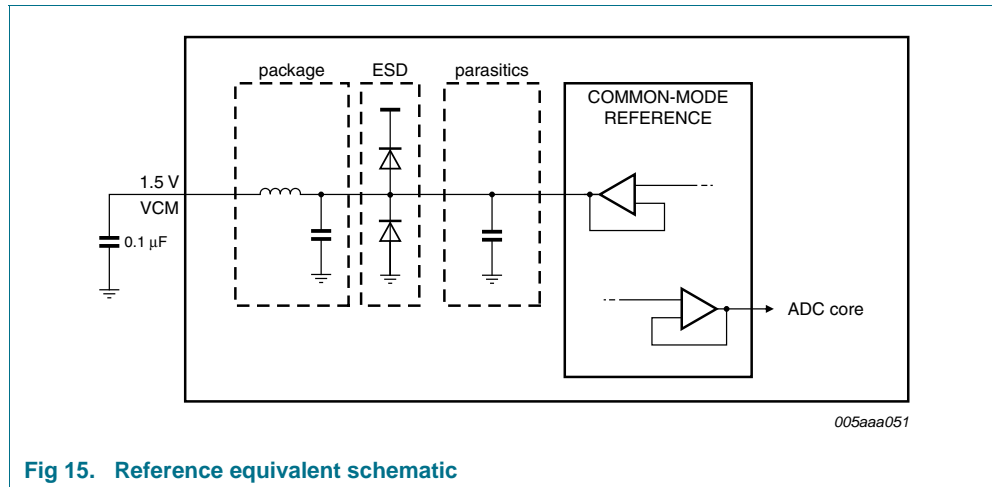 package ESD parasitics
COMMON-MODE
REFERENCE
1.5 V
VCM
0.1 μF
ADC core
005aaa051
Fig 15. Reference equivalent schematic